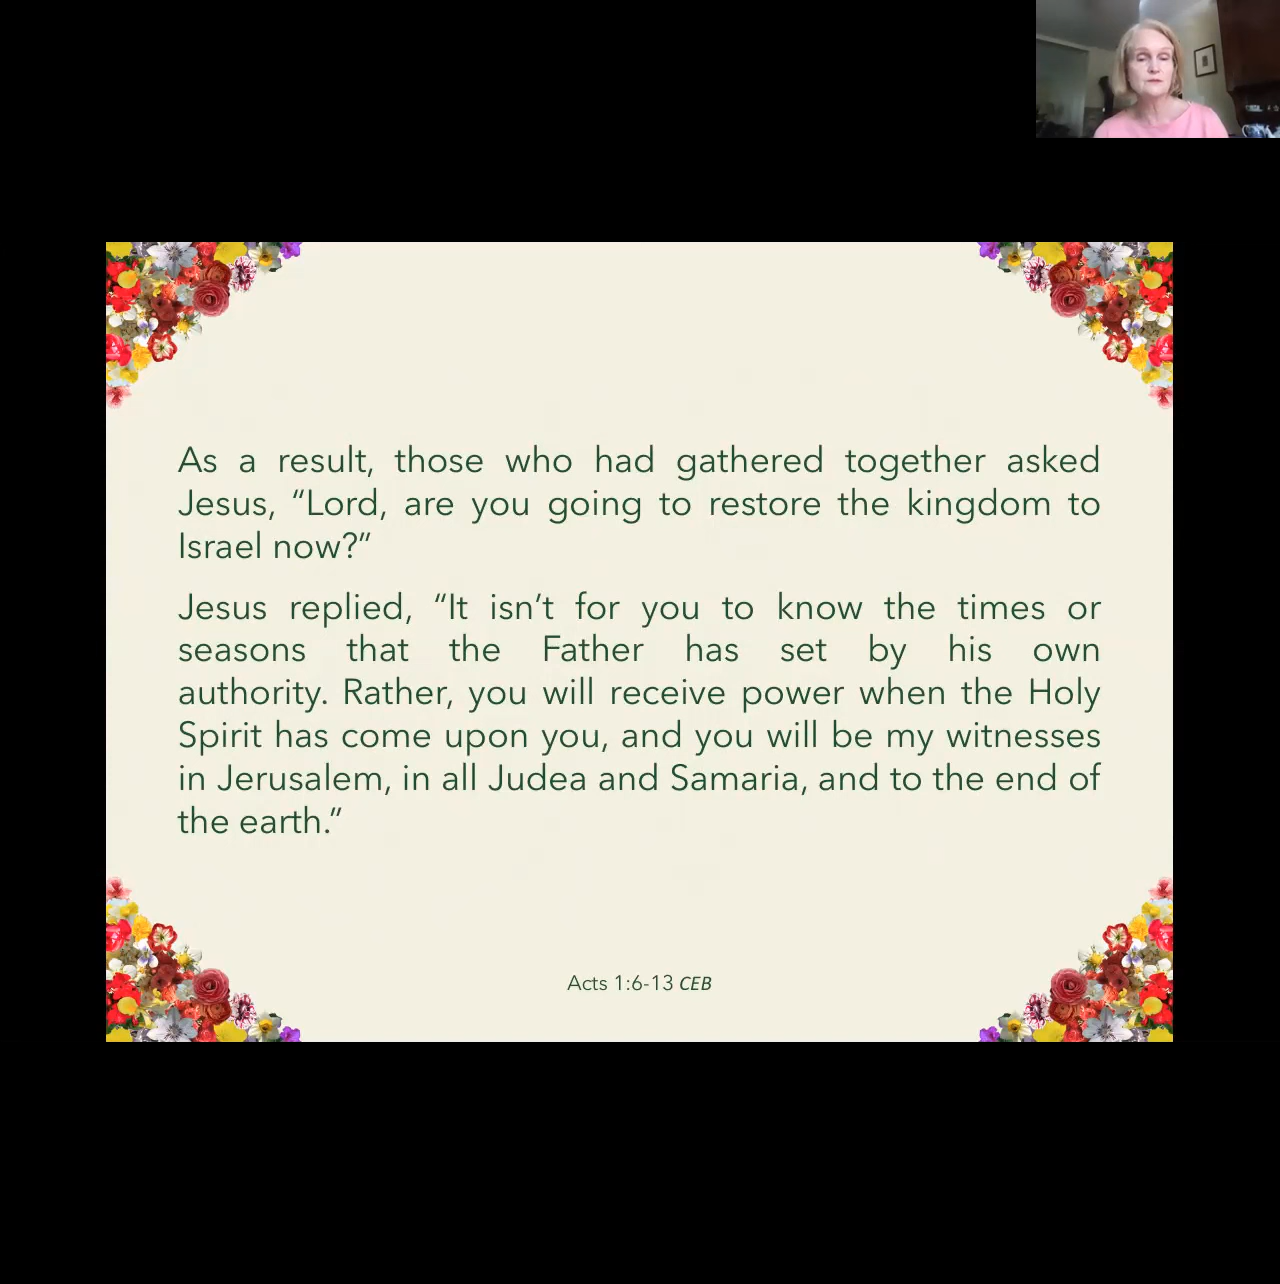 As a result, those who had gathered together asked
Jesus, “Lord, are you going to restore the kingdom to
Israel now?”
Jesus replied, “It isn’t for you to know the times or
seasons that the Father has set by his own
authority. Rather, you will receive power when the Holy
Spirit has come upon you, and you will be my witnesses
in Jerusalem, in all Judea and Samaria, and to the end of
the earth.”
Acts 1:6-13 CEB